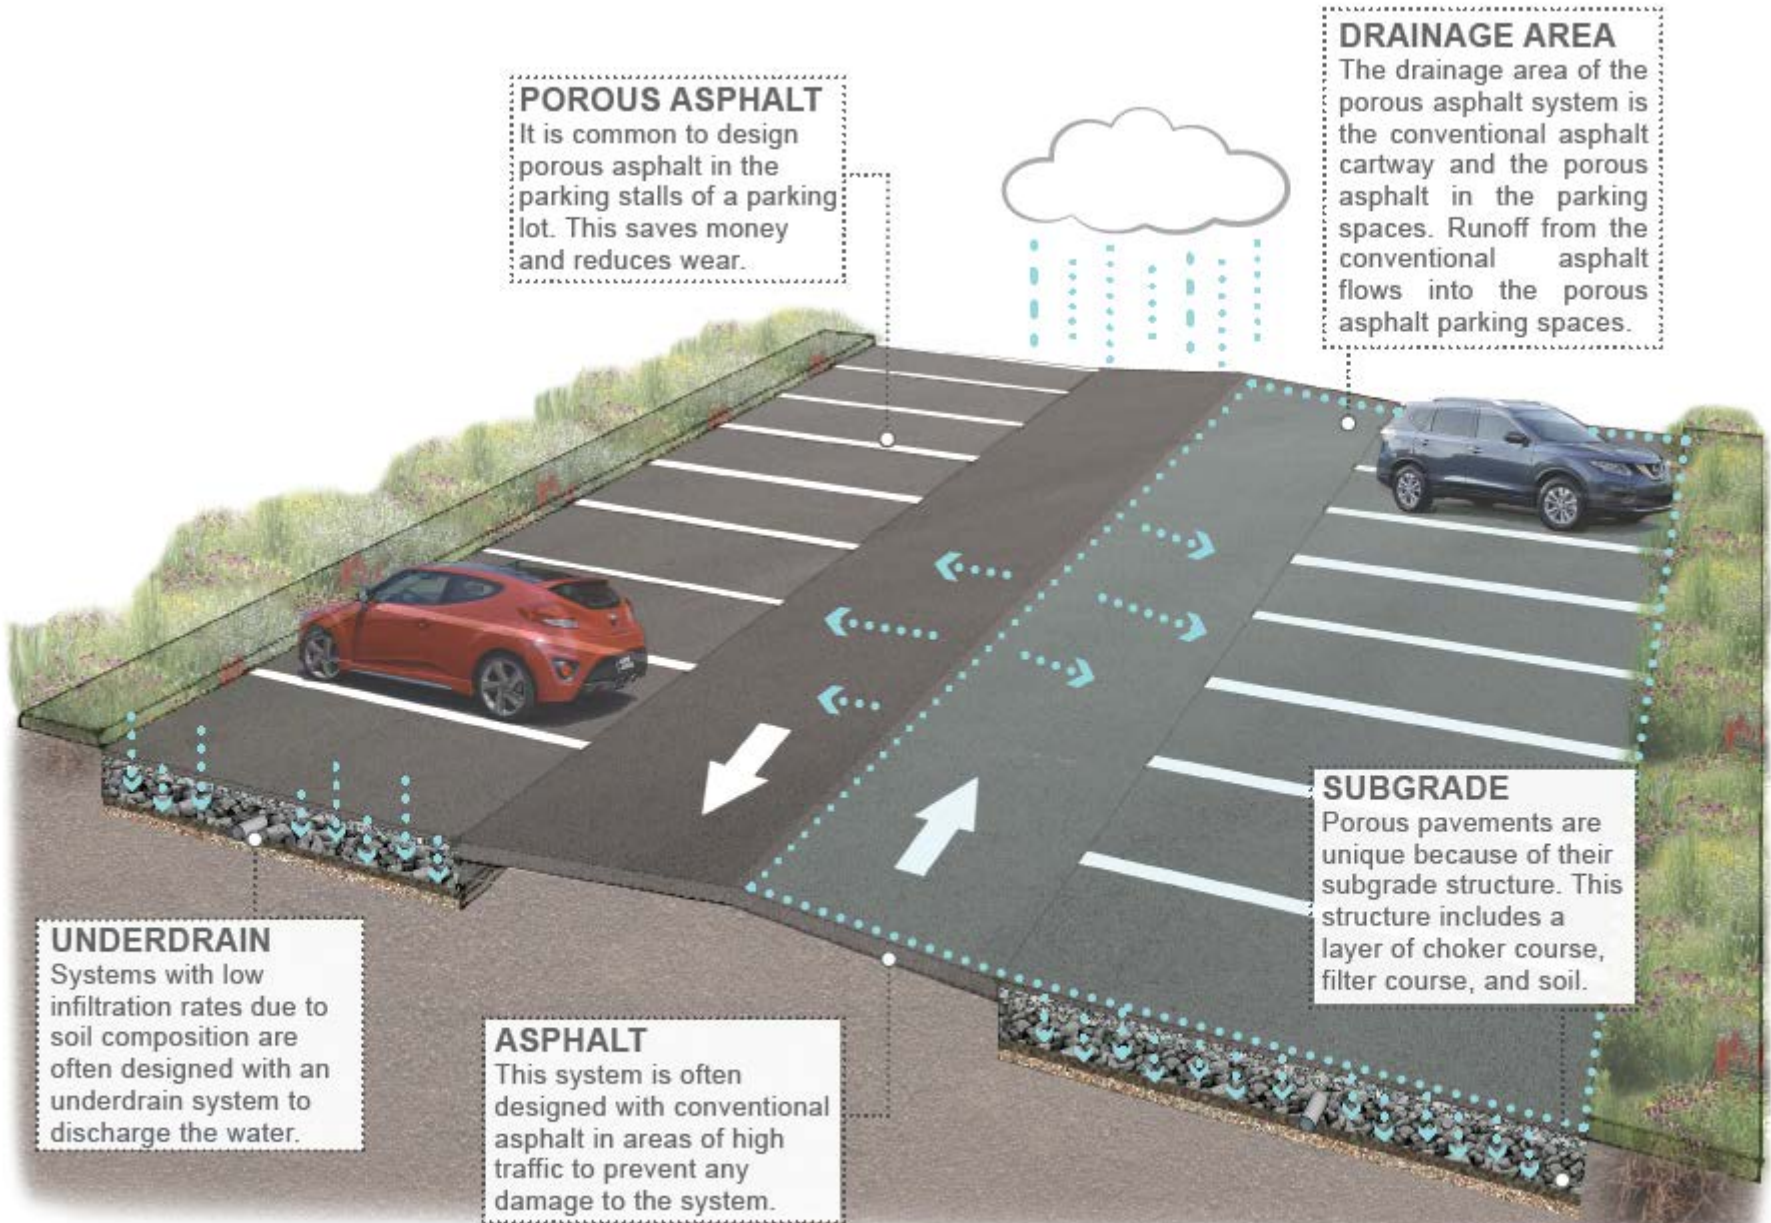 POROUS ASPHALT
It is common to design
porous asphalt in the
parking stalls of a parking
lot. This saves money
and reduces wear.
DRAINAGE AREA
The drainage area of the
porous asphalt system is
the conventional asphalt
cartway and the porous
asphalt in the parking
spaces. Runoff from the
conventional asphalt
flows into the porous
asphalt parking spaces.
UNDERDRAIN
Systems with low
infiltration rates due to
soil composition are
often designed with an
underdrain system to
discharge the water.
ASPHALT
This system is often
designed with conventional
asphalt in areas of high
traffic to prevent any
damage to the system.
SUBGRADE
Porous pavements are
unique because of their
subgrade structure. This
structure includes a
layer of choker course,
filter course, and soil.